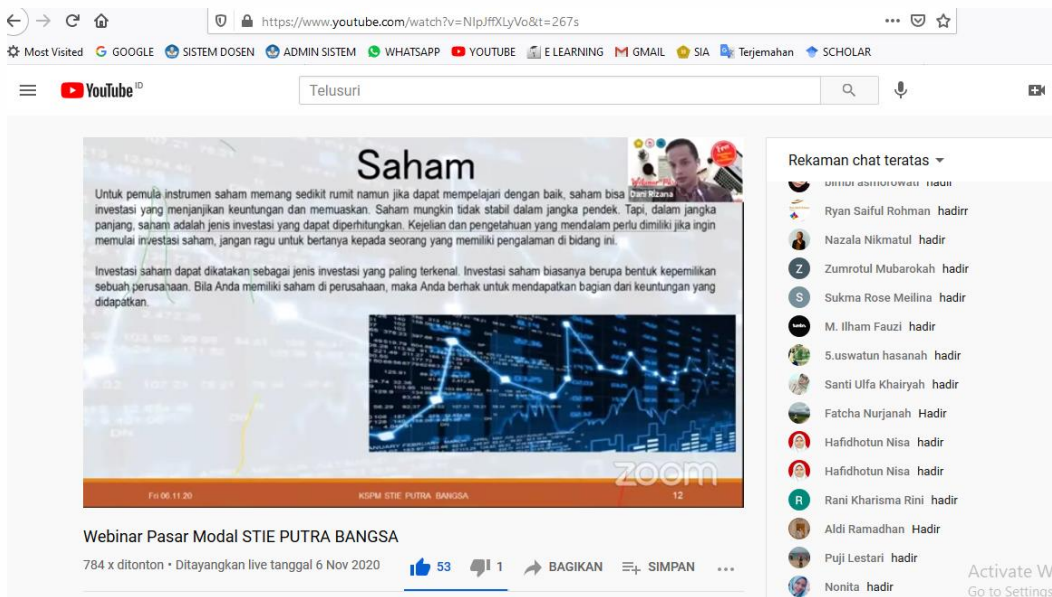 https://www.youtube.com/watch?v=NIpJffXLyVo&t=267s
Most Visited GOOGLE SISTEM DOSEN ADMIN SISTEM WHATSAPP YOUTUBE E LEARNING GMAIL SIA Terjemahan SCHOLAR
YouTube ID
Telusuri
Saham
Dani Rizana
Untuk pemula instrumen saham memang sedikit rumit namun jika dapat mempelajari dengan baik, saham bisa
investasi yang menjanjikan keuntungan dan memuaskan. Saham mungkin tidak stabil dalam jangka pendek. Tapi, dalam jangka
panjang, saham adalah jenis investasi yang dapat diperhitungkan. Kejelian dan pengetahuan yang mendalam perlu dimiliki jika ingin
memulai investasi saham, jangan ragu untuk bertanya kepada seorang yang memiliki pengalaman di bidang ini.
Investasi saham dapat dikatakan sebagai jenis investasi yang paling terkenal. Investasi saham biasanya berupa bentuk kepemilikan
sebuah perusahaan. Bila Anda memiliki saham di perusahaan, maka Anda berhak untuk mendapatkan bagian dari keuntungan yang
didapatkan.
zoom
Fri 06.11.20 KSPM STIE PUTRA BANGSA 12
Webinar Pasar Modal STIE PUTRA BANGSA
784 x ditonton • Ditayangkan live tanggal 6 Nov 2020 53 1 BAGIKAN SIMPAN
Rekaman chat teratas
Ryan Saiful Rohman hadirr
Nazala Nikmatul hadir
Z Zumrotul Mubarokah hadir
S Sukma Rose Meilina hadir
M. Ilham Fauzi hadir
5.uswatun hasanah hadir
Santi Ulfa Khairyah hadir
Fatcha Nurjanah Hadir
Hafidhotun Nisa hadir
Hafidhotun Nisa hadir
R Rani Kharisma Rini hadir
Aldi Ramadhan Hadir
Puji Lestari hadir
Nonita hadir
Activate W
Go to Settings